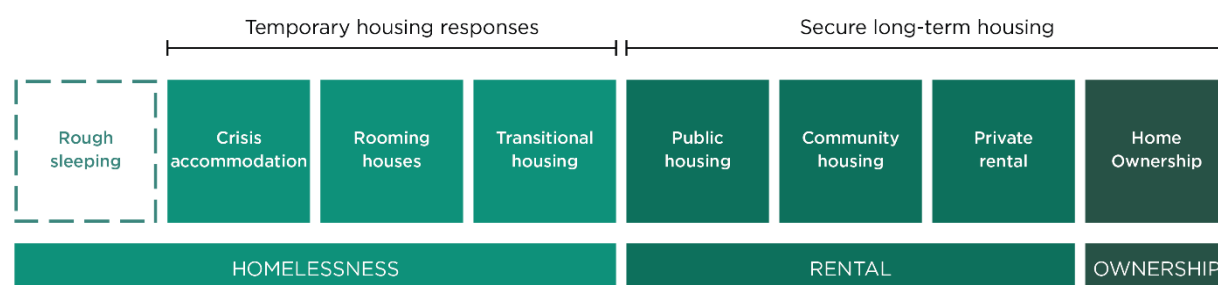 Temporary housing responses
Secure long-term housing
Rough
sleeping
Crisis
accommodation
Rooming
houses
Transitional
housing
Public
housing
Community
housing
Private
rental
Home
Ownership
HOMELESSNESS
RENTAL
OWNERSHIP